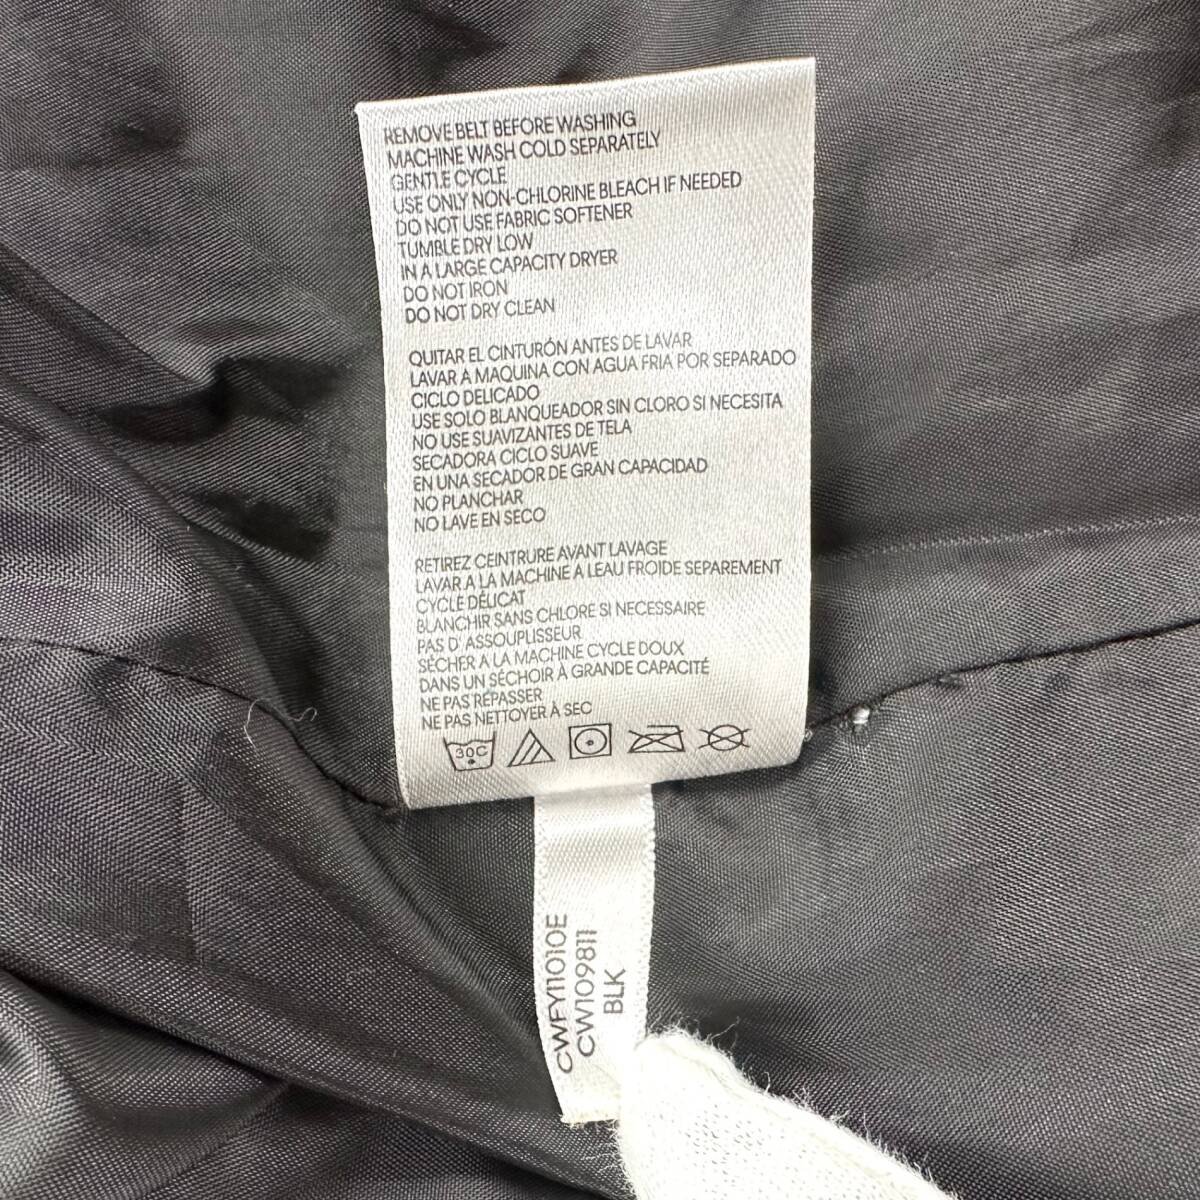 REMOVE BELT BEFORE WASHING
MACHINE WASH COLD SEPARATELY
GENTLE CYCLE
USE ONLY NON-CHLORINE BLEACH IF NEEDED
DO NOT USE FABRIC SOFTENER
TUMBLE DRY LOW
IN A LARGE CAPACITY DRYER
DO NOT IRON
DO NOT DRY CLEAN
QUITAR EL CINTURÓN ANTES DE LAVAR
LAVAR A MAQUINA CON AGUA FRIA POR SEPARADO
CICLO DELICADO
USE SOLO BLANQUEADOR SIN CLORO SI NECESITA
NO USE SUAVIZANTES DE TELA
SECADORA CICLO SUAVE
EN UNA SECADOR DE GRAN CAPACIDAD
NO PLANCHAR
NO LAVE EN SECO
RETIREZ CEINTRURE AVANT LAVAGE
LAVAR A LA MACHINE A LEAU FROIDE SEPAREMENT
CYCLE DÉLICAT
BLANCHIR SANS CHLORE SI NECESSAIRE
PAS D' ASSOUPLISSEUR
SÉCHER A LA MACHINE CYCLE DOUX
DANS UN SÉCHOIR À GRANDE CAPACITÉ
NE PAS RÉPASSER
NE PAS NETTOYER À SEC
30C
CWFY1010E
CW109811
BLK